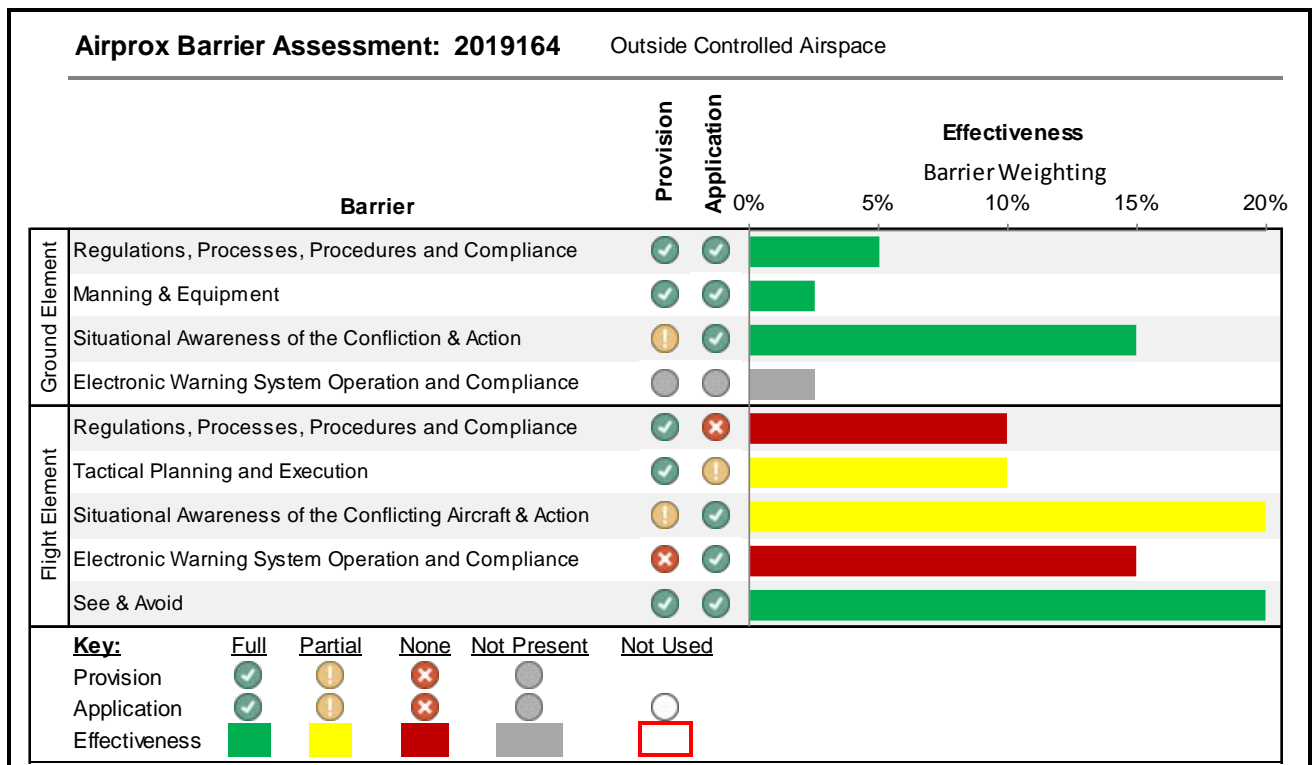 Airprox Barrier Assessment: 2019164 Outside Controlled Airspace
Provision
Application
Effectiveness
Barrier Weighting
Barrier
0% 5% 10% 15% 20%
Ground Element
Regulations, Processes, Procedures and Compliance
Manning & Equipment
Situational Awareness of the Confliction & Action
Electronic Warning System Operation and Compliance
Flight Element
Regulations, Processes, Procedures and Compliance
Tactical Planning and Execution
Situational Awareness of the Conflicting Aircraft & Action
Electronic Warning System Operation and Compliance
See & Avoid
Key: Full Partial None Not Present Not Used
Provision
Application
Effectiveness